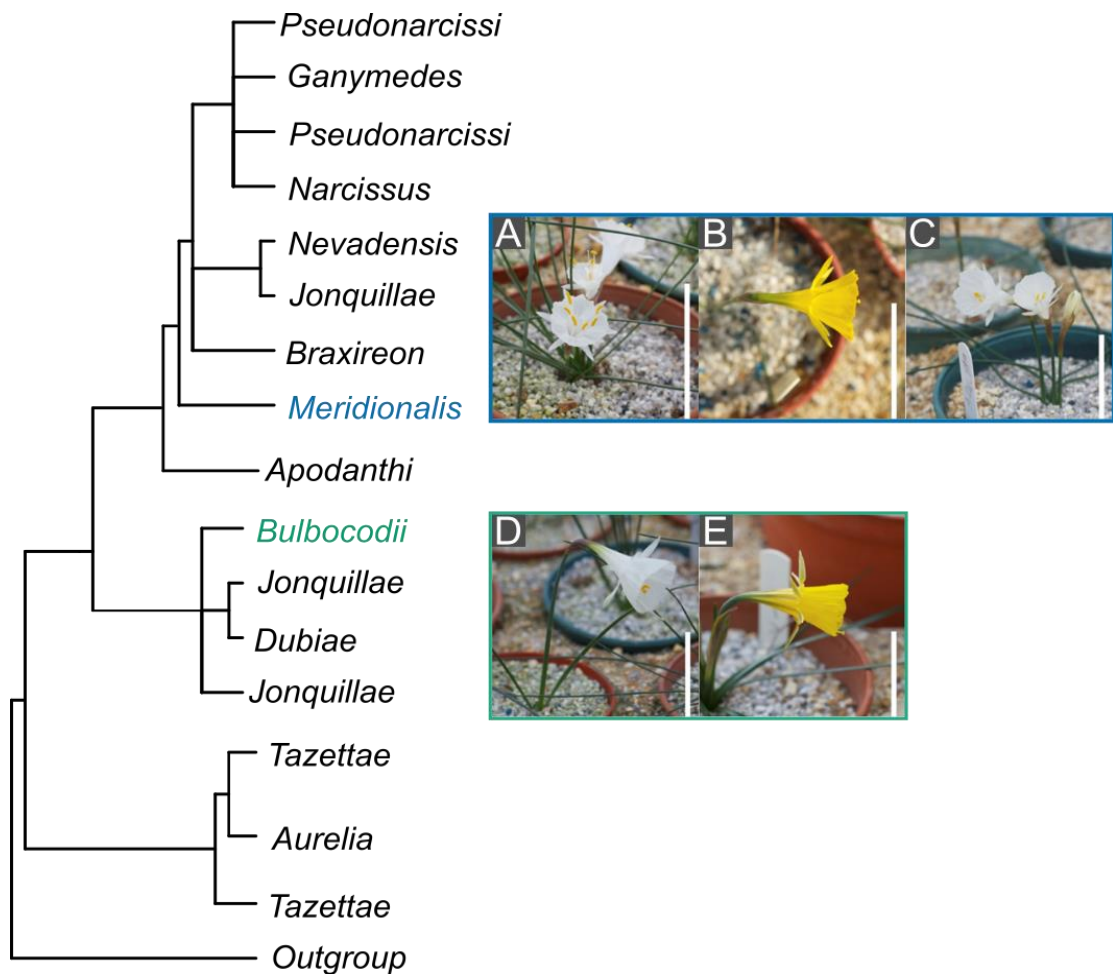 Pseudonarcissi
Ganymedes
Pseudonarcissi
Narcissus
Nevadensis
Jonquillae
Braxireon
Meridionalis
Apodanthi
Bulbocodii
Jonquillae
Dubiae
Jonquillae
Tazettae
Aurelia
Tazettae
Outgroup
A
B
C
D
E